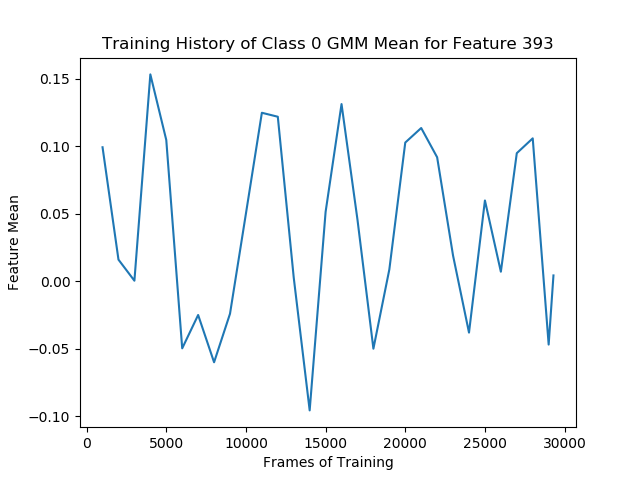 Training History of Class 0 GMM Mean for Feature 393
0.15
0.10
0.05
0.00
−0.05
−0.10
Feature Mean
0 5000 10000 15000 20000 25000 30000
Frames of Training